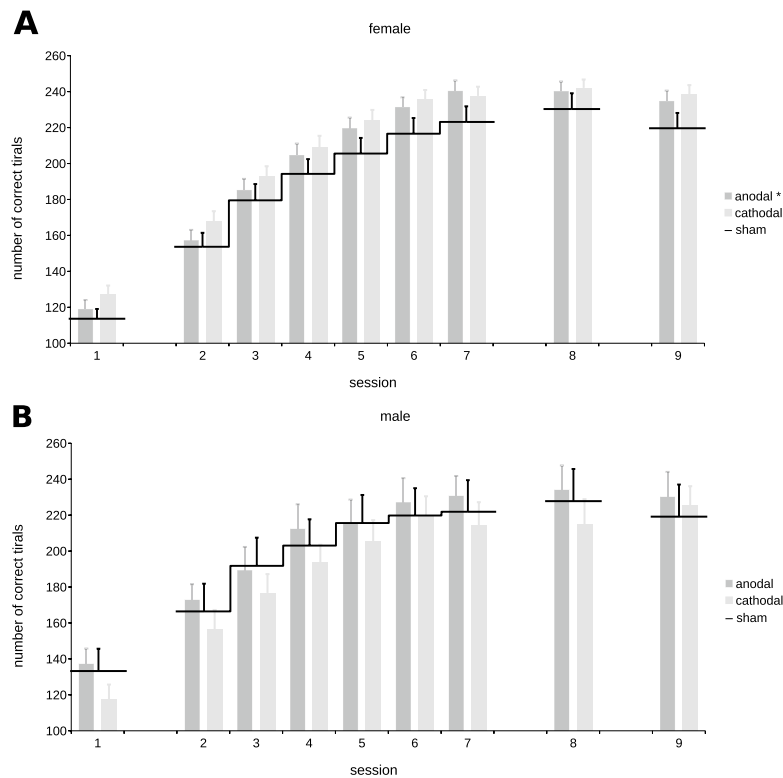 A
female
260
240
220
200
180
160
140
120
100
number of correct tirals
1 2 3 4 5 6 7 8 9
session
anodal *
cathodal
sham
B
male
260
240
220
200
180
160
140
120
100
number of correct tirals
1 2 3 4 5 6 7 8 9
session
anodal
cathodal
sham